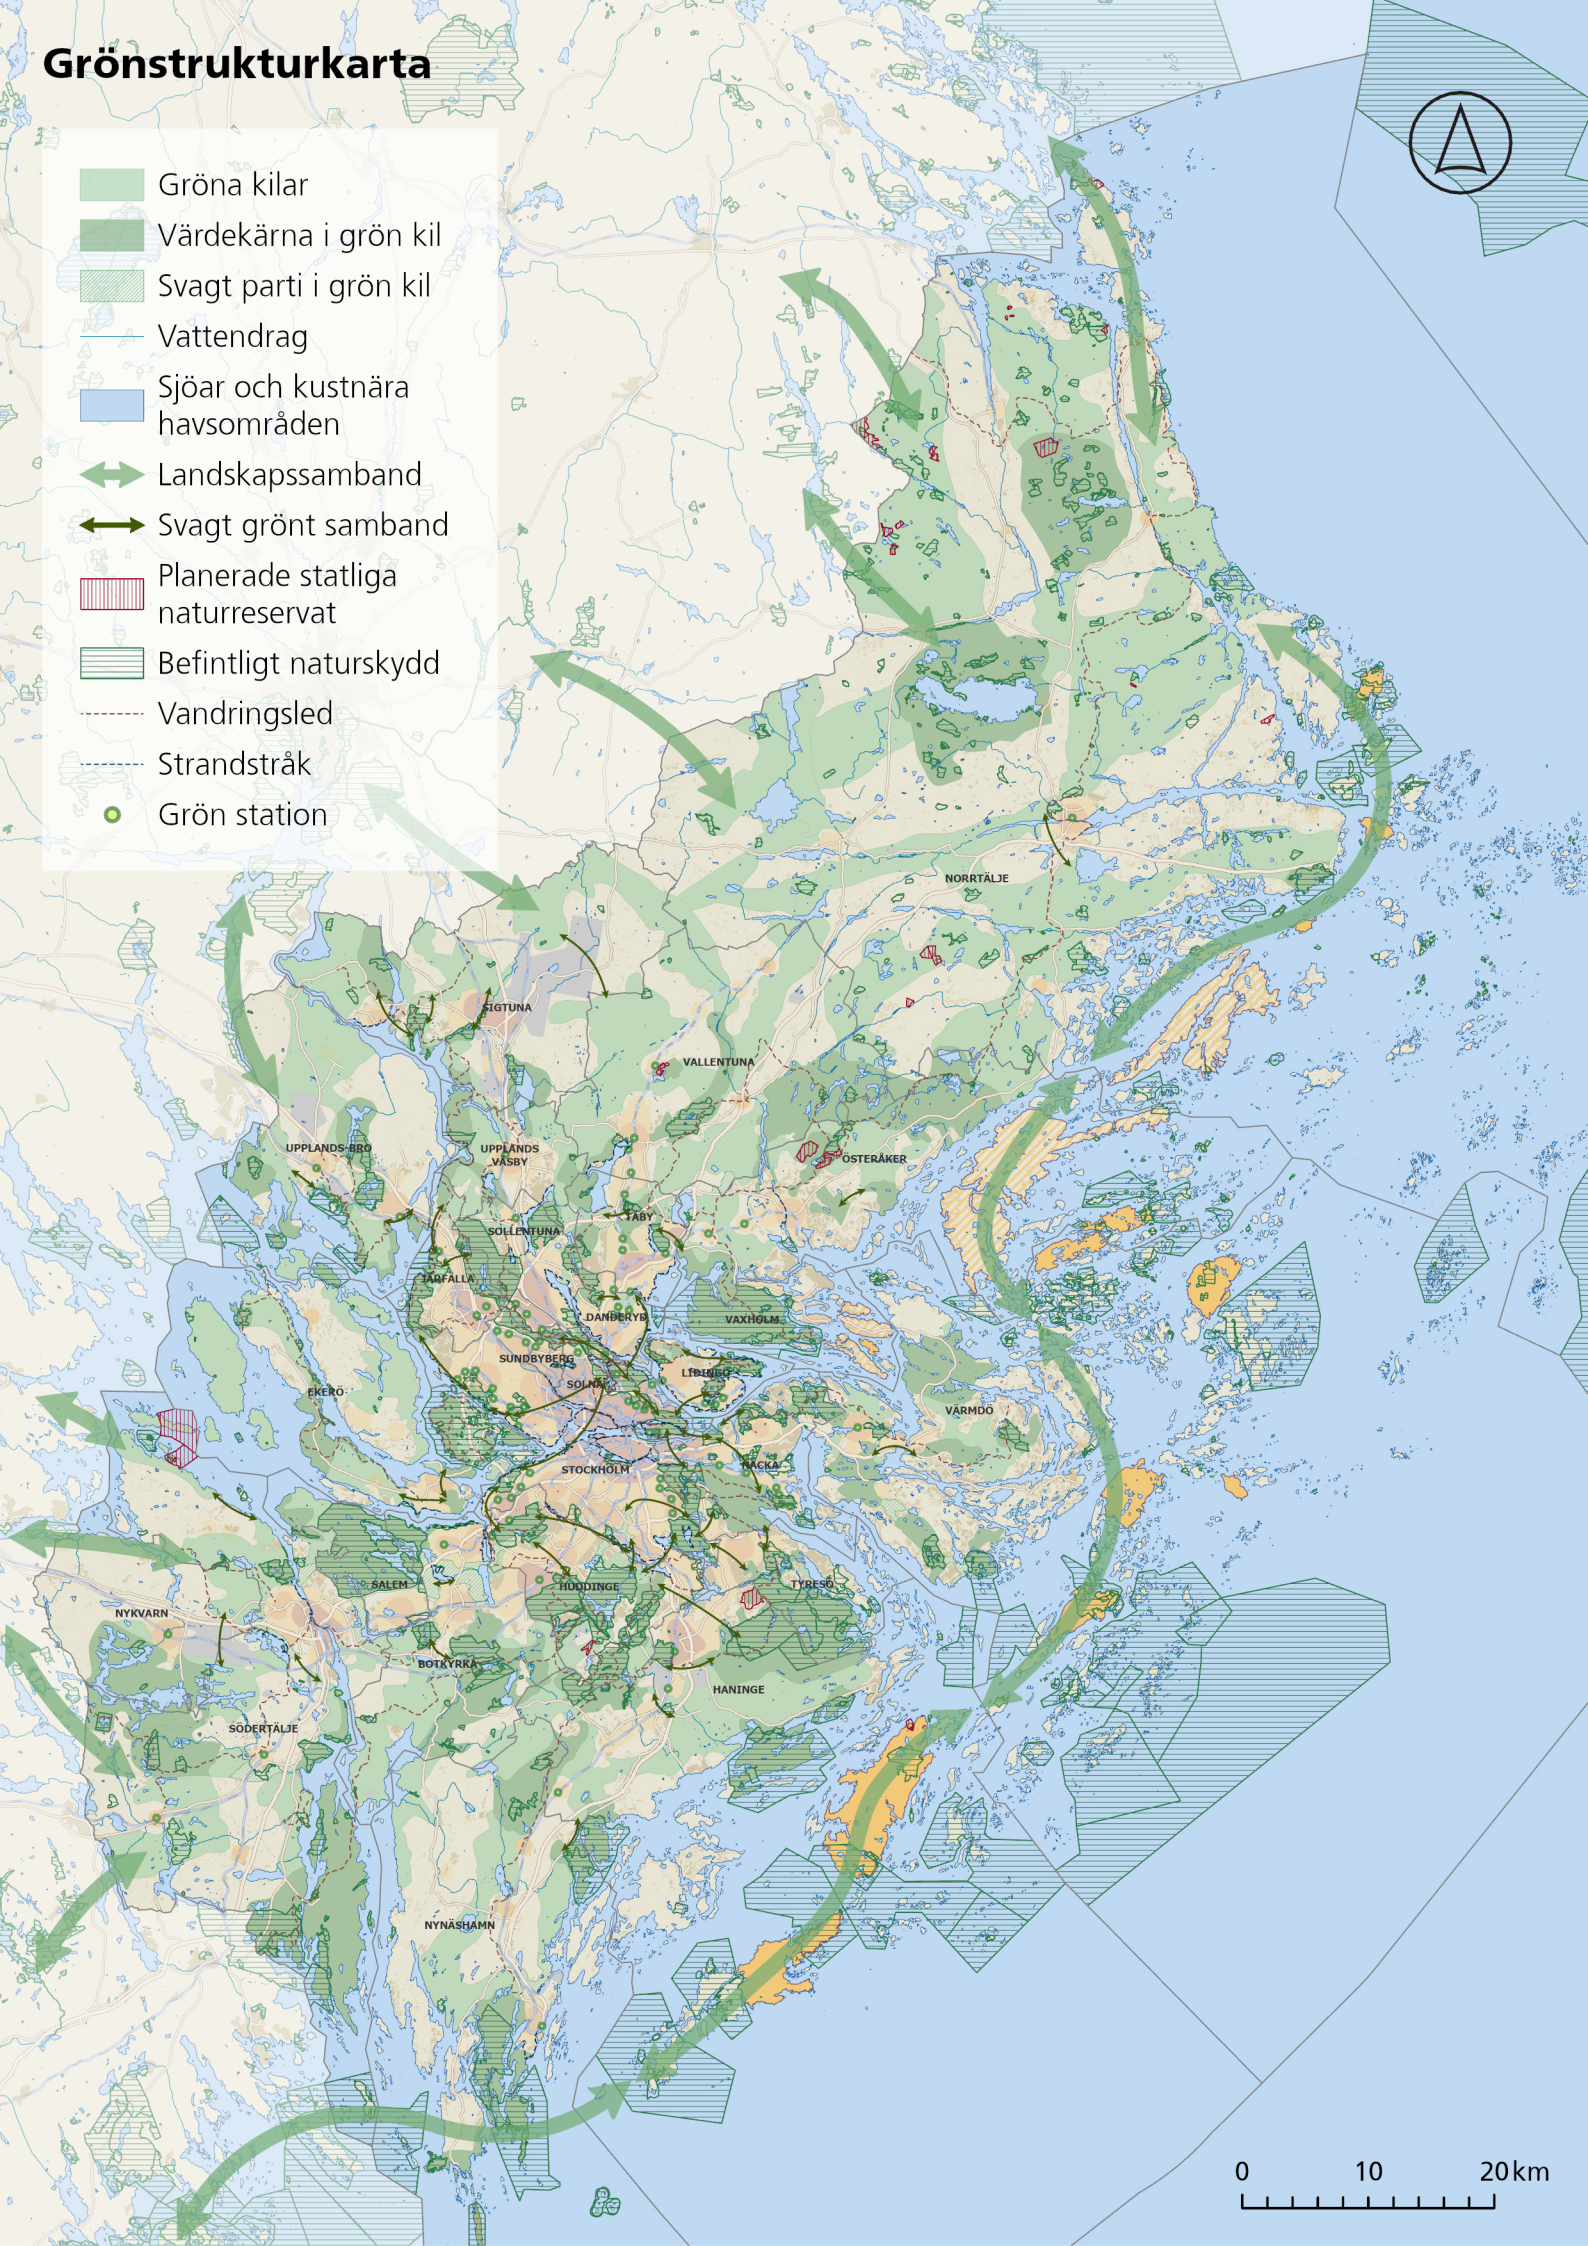 Grönstrukturkarta
Gröna kilar
Värdekärna i grön kil
Svagt parti i grön kil
Vattendrag
Sjöar och kustnära
havsområden
Landskapssamband
Svagt grönt samband
Planerade statliga
naturreservat
Befintligt naturskydd
Vandringsled
Strandstråk
Grön station
NORRTÄLJE
SIGTUNA
VALLENTUNA
UPPLANDS-BRO
UPPLANDS
VÄSBY
ÖSTERÅKER
TÄBY
SOLLENTUNA
JÄRFÄLLA
DANDERYD
VAXHOLM
SUNDBYBERG
LIDINGÖ
SOLNA
EKERÖ
VÄRMDÖ
STOCKHOLM
NACKA
SALEM
HUDDINGE
TYRESÖ
NYKVARN
BOTKYRKA
HANINGE
SÖDERTÄLJE
NYNÄSHAMN
0 10 20 km